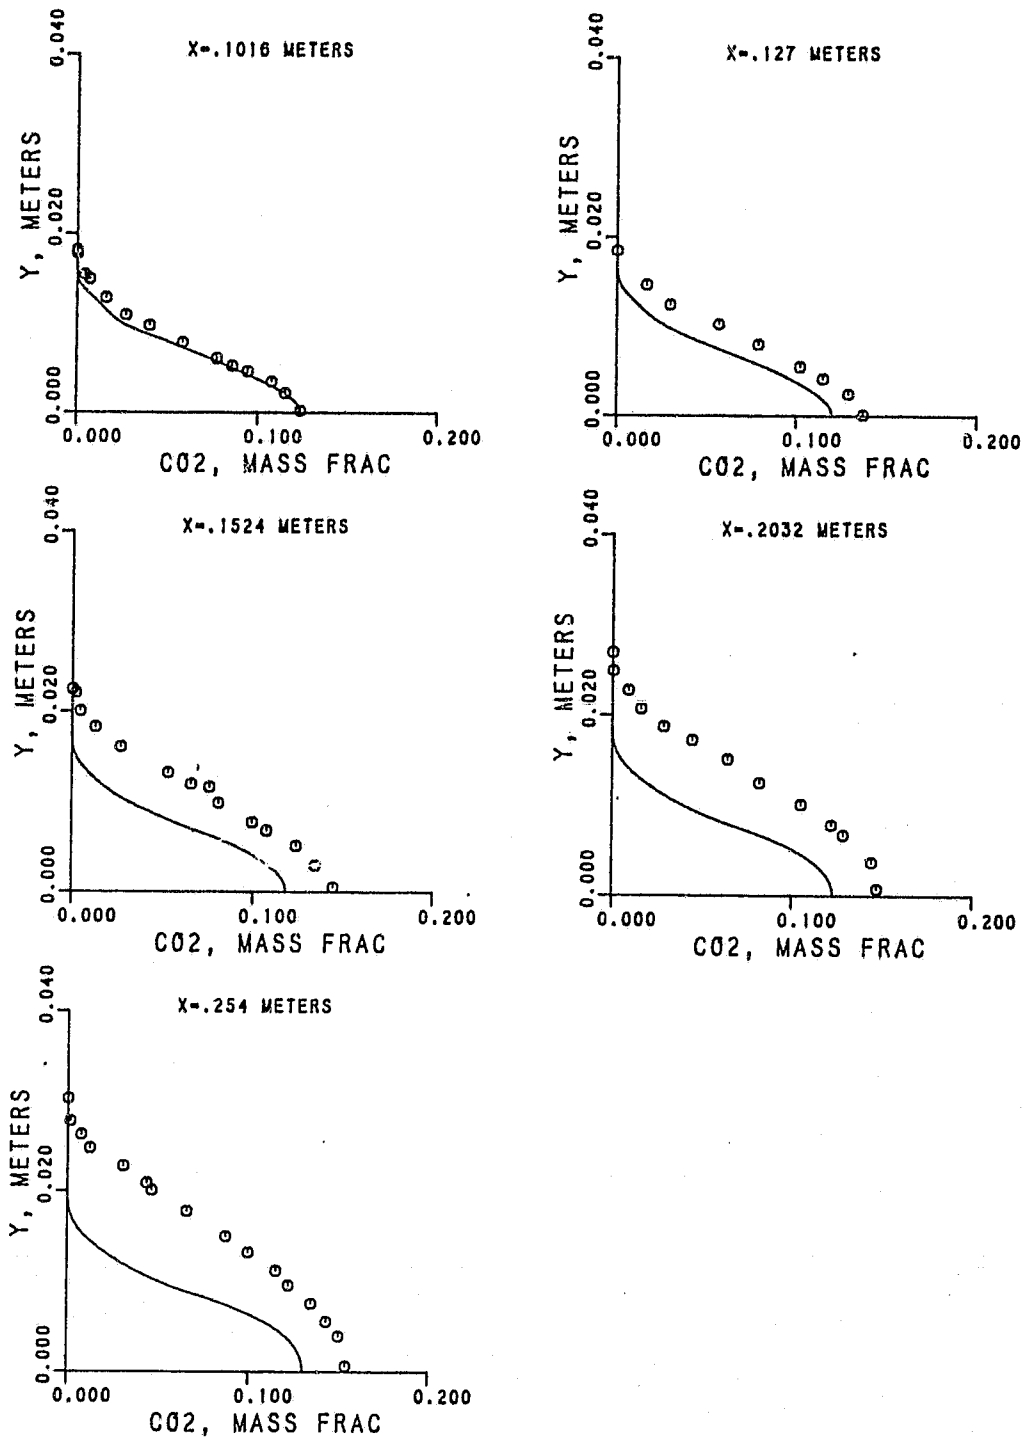 X=.1016 METERS
0.040
0.020
0.000
Y, METERS
0.000 0.100 0.200
CO2, MASS FRAC
X=.127 METERS
0.040
0.020
0.000
Y, METERS
0.000 0.100 0.200
CO2, MASS FRAC
X=.1524 METERS
0.040
0.020
0.000
Y, METERS
0.000 0.100 0.200
CO2, MASS FRAC
X=.2032 METERS
0.040
0.020
0.000
Y, METERS
0.000 0.100 0.200
CO2, MASS FRAC
X=.254 METERS
0.040
0.020
0.000
Y, METERS
0.000 0.100 0.200
CO2, MASS FRAC